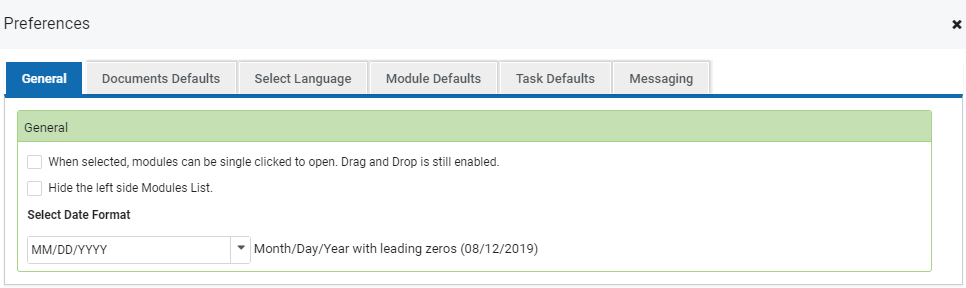 Preferences
General Documents Defaults Select Language Module Defaults Task Defaults Messaging
General
When selected, modules can be single clicked to open. Drag and Drop is still enabled.
Hide the left side Modules List.
Select Date Format
MM/DD/YYYY Month/Day/Year with leading zeros (08/12/2019)